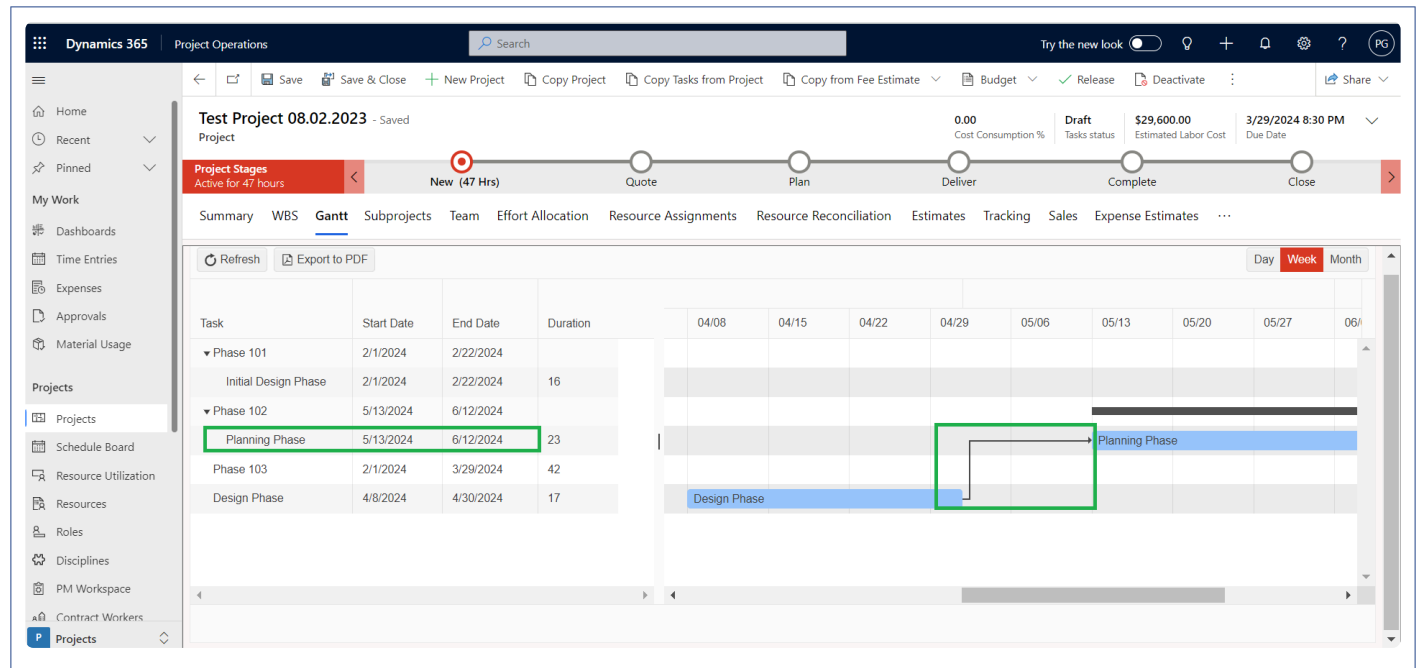 Dynamics 365 Project Operations Search Try the new look PG
Save Save & Close New Project Copy Project Copy Tasks from Project Copy from Fee Estimate Budget Release Deactivate Share
Home
Recent
Pinned
My Work
Dashboards
Time Entries
Expenses
Approvals
Material Usage
Projects
Projects
Schedule Board
Resource Utilization
Resources
Roles
Disciplines
PM Workspace
Contract Workers
P Projects
Test Project 08.02.2023 - Saved
Project
0.00 Draft $29,600.00 3/29/2024 8:30 PM
Cost Consumption % Tasks status Estimated Labor Cost Due Date
Project Stages
Active for 47 hours
New (47 Hrs) Quote Plan Deliver Complete Close
Summary WBS Gantt Subprojects Team Effort Allocation Resource Assignments Resource Reconciliation Estimates Tracking Sales Expense Estimates ...
Refresh Export to PDF Day Week Month
Task Start Date End Date Duration 04/08 04/15 04/22 04/29 05/06 05/13 05/20 05/27 06/
Phase 101 2/1/2024 2/22/2024
Initial Design Phase 2/1/2024 2/22/2024 16
Phase 102 5/13/2024 6/12/2024
Planning Phase 5/13/2024 6/12/2024 23 Planning Phase
Phase 103 2/1/2024 3/29/2024 42
Design Phase 4/8/2024 4/30/2024 17 Design Phase